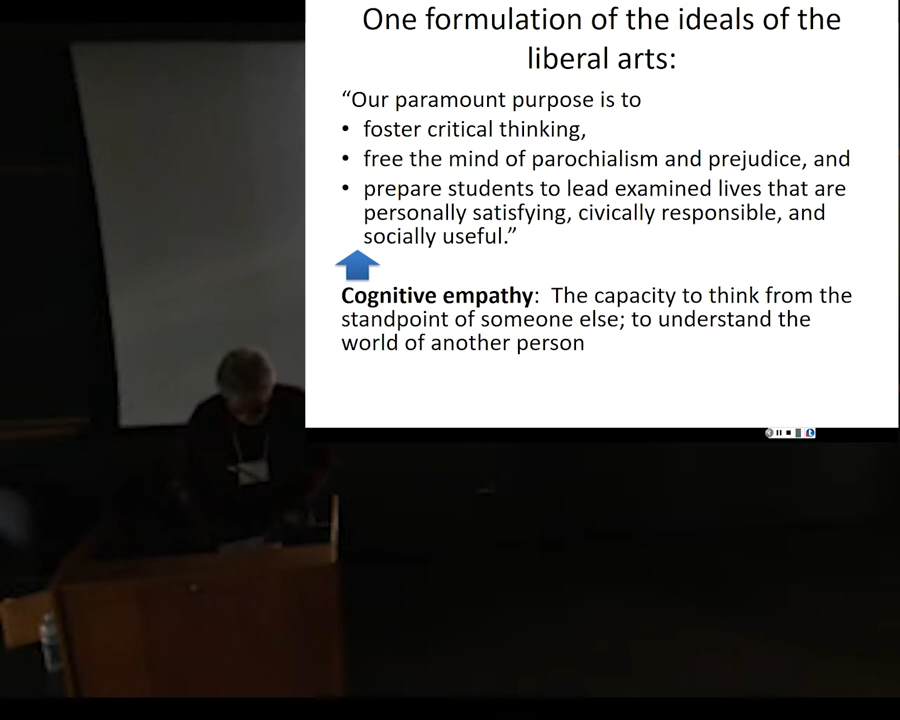 One formulation of the ideals of the
liberal arts:
“Our paramount purpose is to
• foster critical thinking,
• free the mind of parochialism and prejudice, and
• prepare students to lead examined lives that are
personally satisfying, civically responsible, and
socially useful.”
Cognitive empathy:  The capacity to think from the
standpoint of someone else; to understand the
world of another person